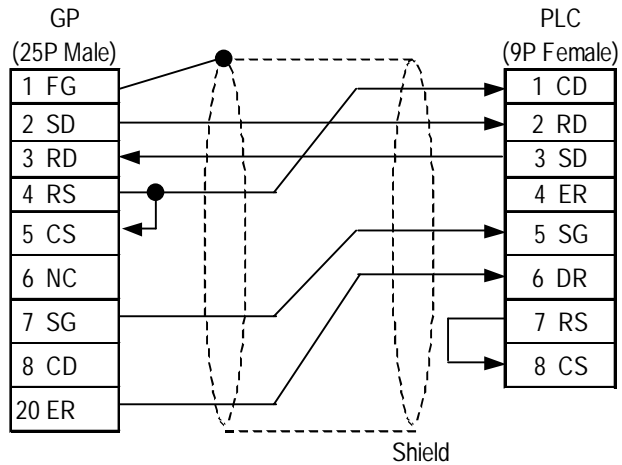 GP
(25P Male)
1 FG
2 SD
3 RD
4 RS
5 CS
6 NC
7 SG
8 CD
20 ER
PLC
(9P Female)
1 CD
2 RD
3 SD
4 ER
5 SG
6 DR
7 RS
8 CS
Shield